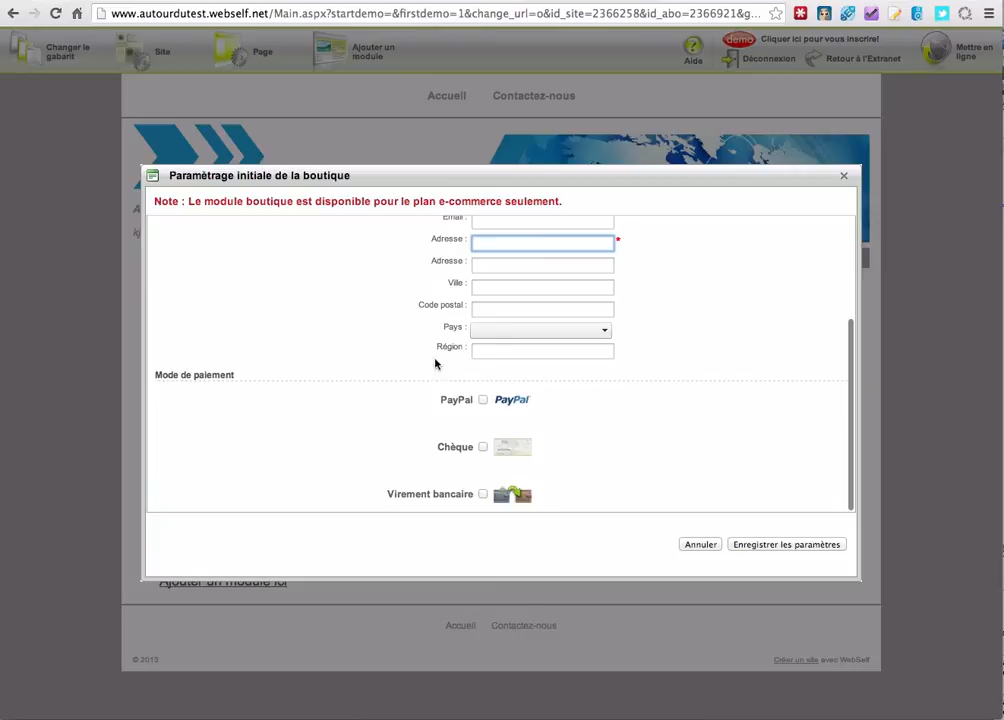 www.autourdutest.webself.net/Main.aspx?startdemo=&firstdemo=1&change_url=o&id_site=2366258&id_abo=2366921&g...
Changer le gabarit
Site
Page
Ajouter un module
Aide
demo Cliquer ici pour vous inscrire!
Déconnexion
Retour à l'Extranet
Mettre en ligne
Accueil Contactez-nous
Paramètrage initiale de la boutique
Note : Le module boutique est disponible pour le plan e-commerce seulement.
Email :
Adresse : *
Adresse :
Ville :
Code postal :
Pays :
Région :
Mode de paiement
PayPal PayPal
Chèque
Virement bancaire
Annuler Enregistrer les paramètres
Ajouter un module ici
Accueil Contactez-nous
© 2013
Créer un site avec WebSelf